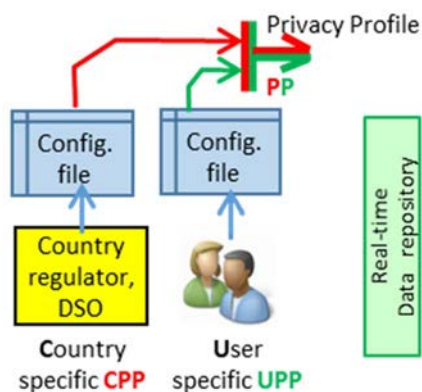 Privacy Profile
PP
Config.
file
Config.
file
Country
regulator,
DSO
Country
specific CPP
User
specific UPP
Real-time
Data repository